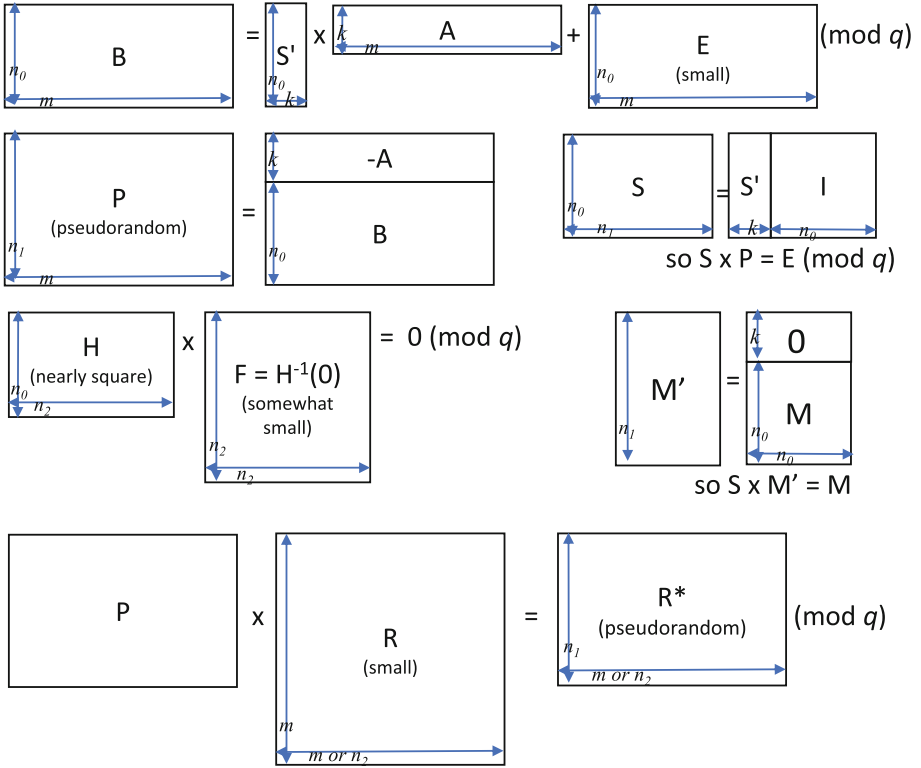 B = S' x A + E (mod q)
(small)
n0 m n0 k k m n0 m
P = -A
(pseudorandom) B
n1 m k n0
S = S' I
n0 n1 k n0
so S x P = E (mod q)
H x F = H-1(0) = 0 (mod q)
(nearly square) (somewhat
small)
n0 n2 n2 n2
M’ = 0
M
n1 k n0 n0
so S x M’ = M
P x R = R* (mod q)
(small) (pseudorandom)
m m or n2 n1 m or n2